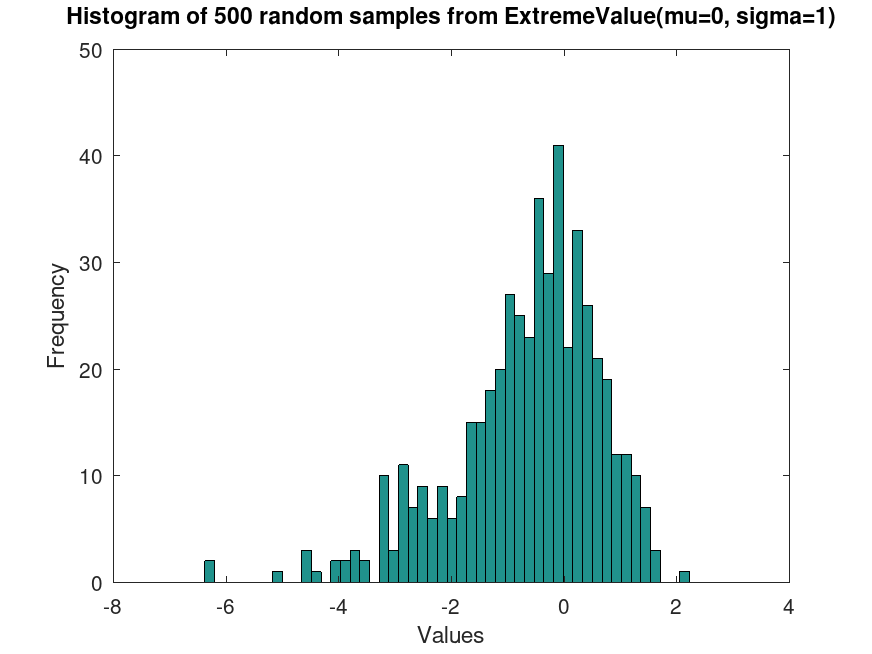 Histogram of 500 random samples from ExtremeValue(mu=0, sigma=1)
50
40
30
20
10
0
Frequency
-8 -6 -4 -2 0 2 4
Values